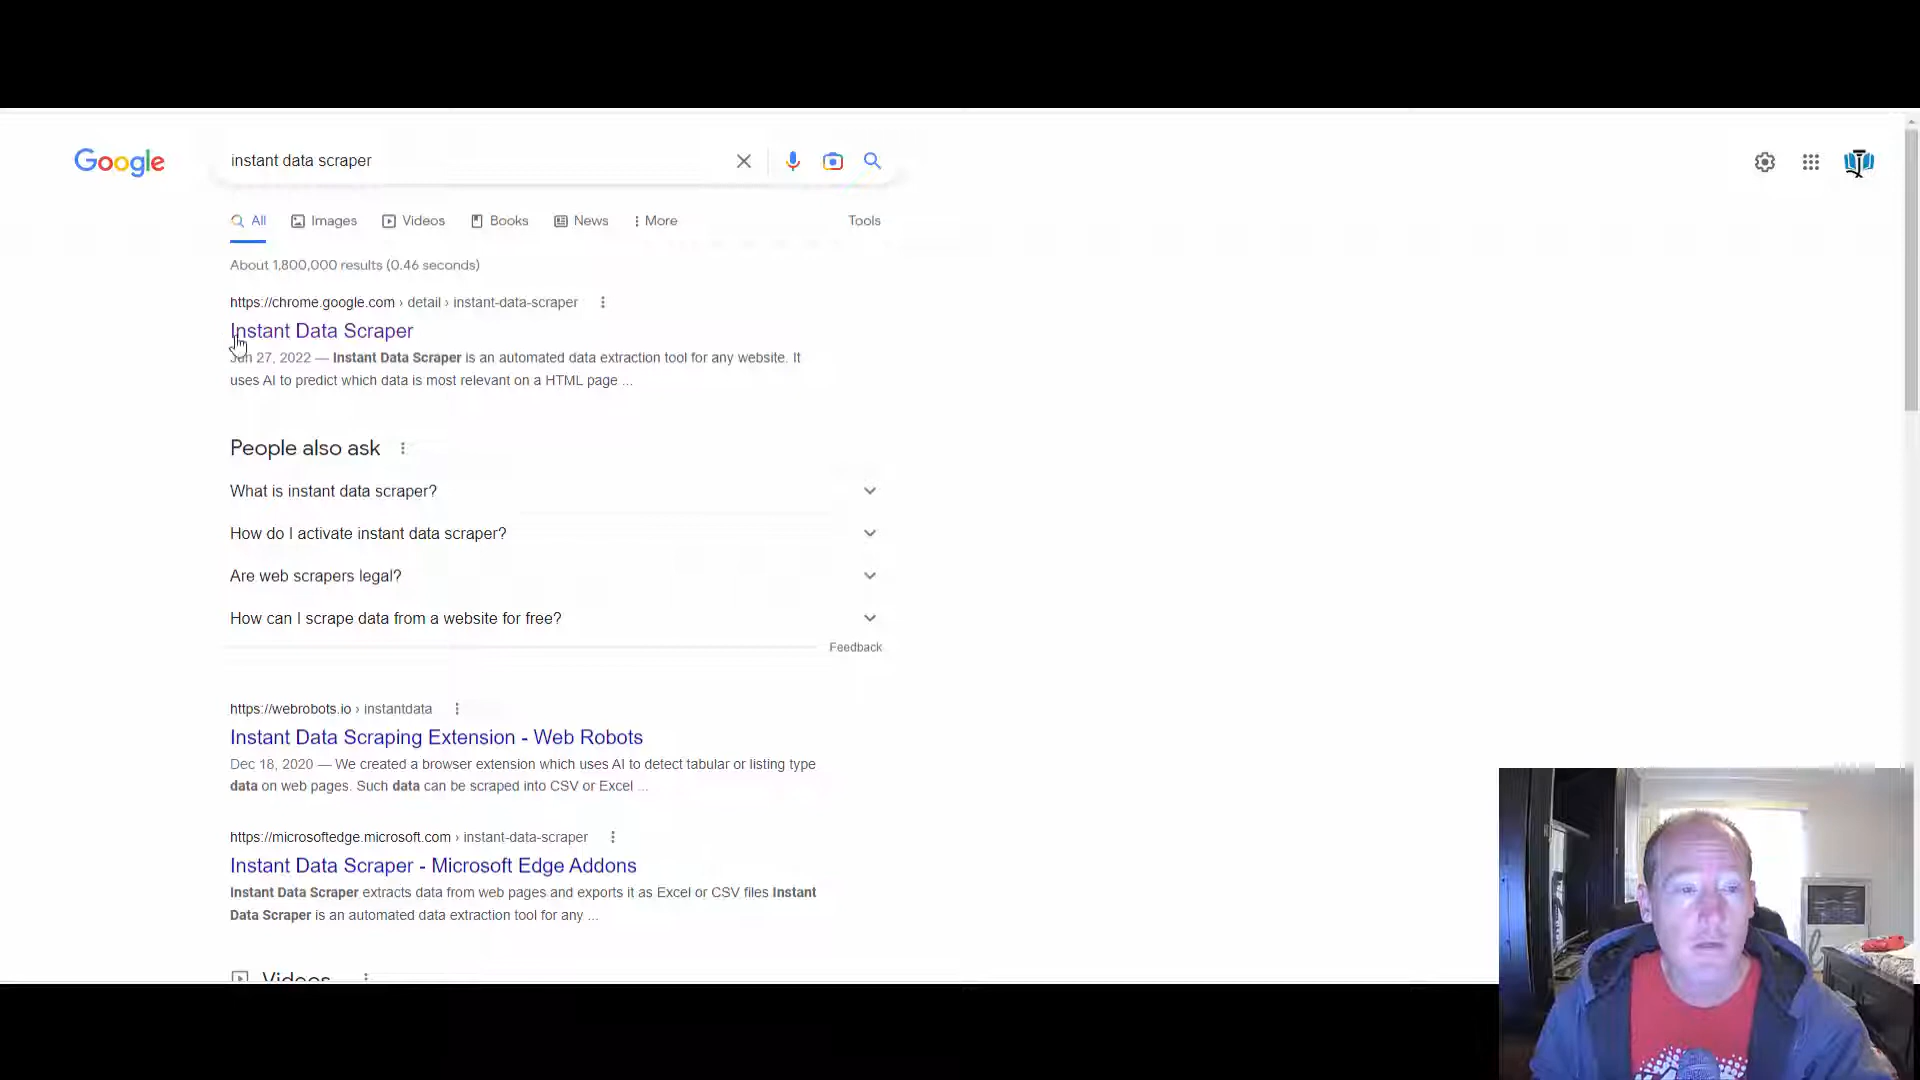 Google
instant data scraper
All Images Videos Books News More Tools
About 1,800,000 results (0.46 seconds)
https://chrome.google.com › detail › instant-data-scraper
Instant Data Scraper
Jun 27, 2022 — Instant Data Scraper is an automated data extraction tool for any website. It
uses AI to predict which data is most relevant on a HTML page ...
People also ask
What is instant data scraper?
How do I activate instant data scraper?
Are web scrapers legal?
How can I scrape data from a website for free?
Feedback
https://webrobots.io › instantdata
Instant Data Scraping Extension - Web Robots
Dec 18, 2020 — We created a browser extension which uses AI to detect tabular or listing type
data on web pages. Such data can be scraped into CSV or Excel ...
https://microsoftedge.microsoft.com › instant-data-scraper
Instant Data Scraper - Microsoft Edge Addons
Instant Data Scraper extracts data from web pages and exports it as Excel or CSV files Instant
Data Scraper is an automated data extraction tool for any ...
Videos